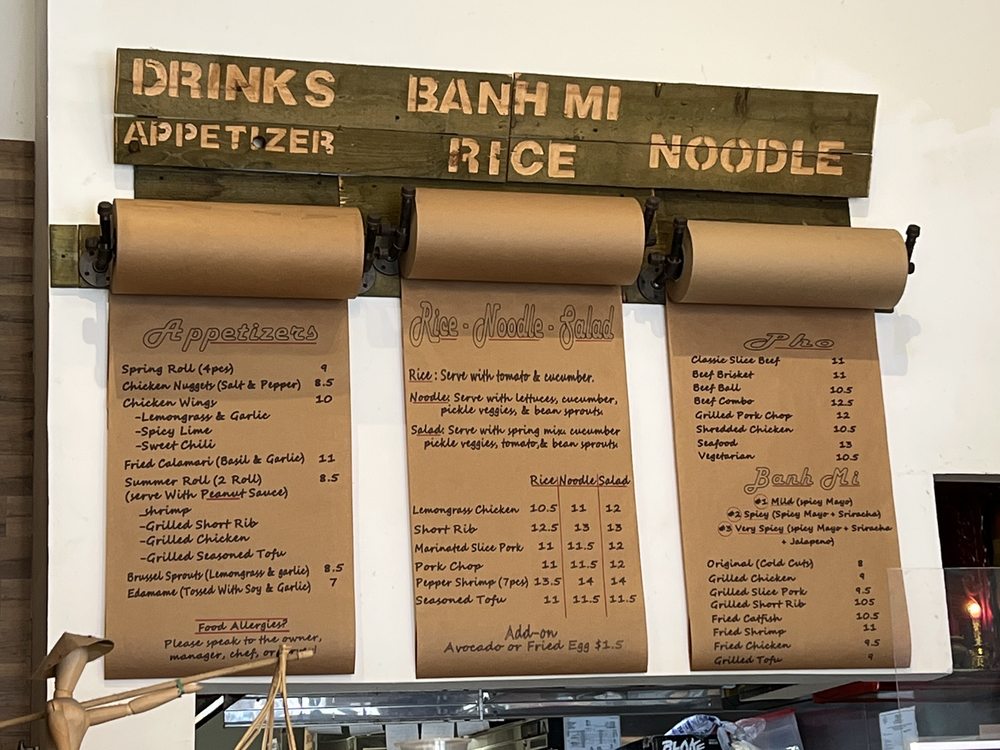 DRINKS BANH MI
APPETIZER RICE NOODLE
Appetizers
Spring Roll (4pcs) 9
Chicken Nuggets (Salt & Pepper) 8.5
Chicken Wings 10
-Lemongrass & Garlic
-Spicy Lime
-Sweet Chili
Fried Calamari (Basil & Garlic) 11
Summer Roll (2 Roll) 8.5
(serve With Peanut Sauce)
-shrimp
-Grilled Short Rib
-Grilled Chicken
-Grilled Seasoned Tofu
Brussel Sprouts (Lemongrass & garlic) 8.5
Edamame (Tossed With Soy & Garlic) 7
Food Allergies?
Please speak to the owner,
manager, chef, or
Rice - Noodle - Salad
Rice : Serve with tomato & cucumber.
Noodle: Serve with lettuces, cucumber,
pickle veggies, & bean sprouts.
Salad: Serve with spring mix, cucumber
pickle veggies, tomato,& bean sprouts.
Rice Noodle Salad
Lemongrass Chicken 10.5 11 12
Short Rib 12.5 13 13
Marinated Slice Pork 11 11.5 12
Pork Chop 11 11.5 12
Pepper Shrimp (7pcs) 13.5 14 14
Seasoned Tofu 11 11.5 11.5
Add-on
Avocado or Fried Egg $1.5
Pho
Classic Slice Beef 11
Beef Brisket 11
Beef Ball 10.5
Beef Combo 12.5
Grilled Pork Chop 12
Shredded Chicken 10.5
Seafood 13
Vegetarian 10.5
Banh Mi
#1 Mild (spicy Mayo)
#2 Spicy (Spicy Mayo + Sriracha)
#3 Very Spicy (spicy Mayo + Sriracha
+ Jalapeno)
Original (Cold Cuts) 8
Grilled Chicken 9
Grilled Slice Pork 9.5
Grilled Short Rib 105
Fried Catfish 10.5
Fried Shrimp 11
Fried Chicken 9.5
Grilled Tofu 9